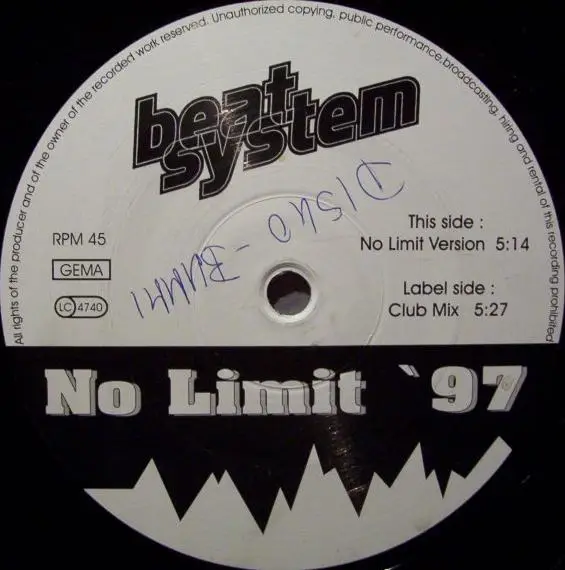 All rights of the producer and of the owner of the recorded work reserved. Unauthorized copying, public performance, broadcasting, hiring and rental of this recording prohibited
beat
system
DISKO - BUMMI
RPM 45
GEMA
LC 4740
This side :
No Limit Version 5:14
Label side :
Club Mix 5:27
No Limit `97